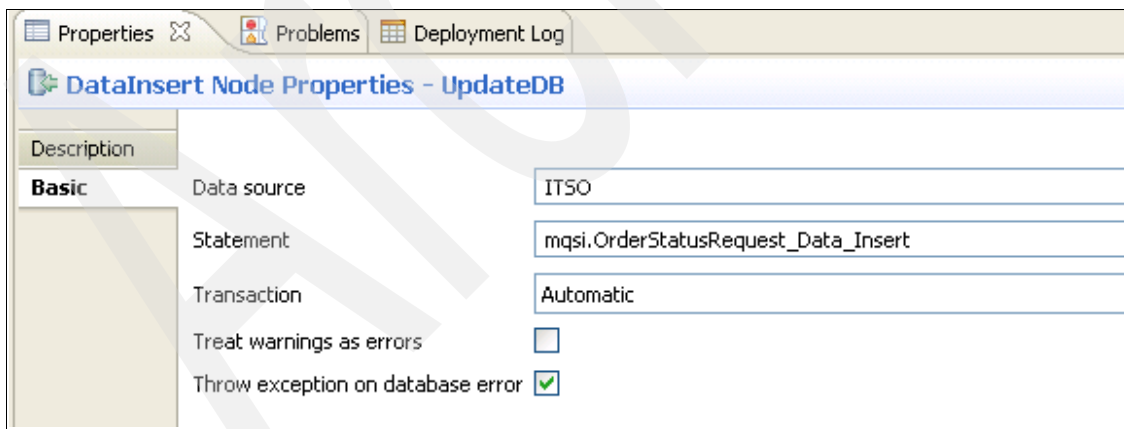 Properties Problems Deployment Log
DataInsert Node Properties - UpdateDB
Description
Basic Data source ITSO
Statement mqsi.OrderStatusRequest_Data_Insert
Transaction Automatic
Treat warnings as errors
Throw exception on database error